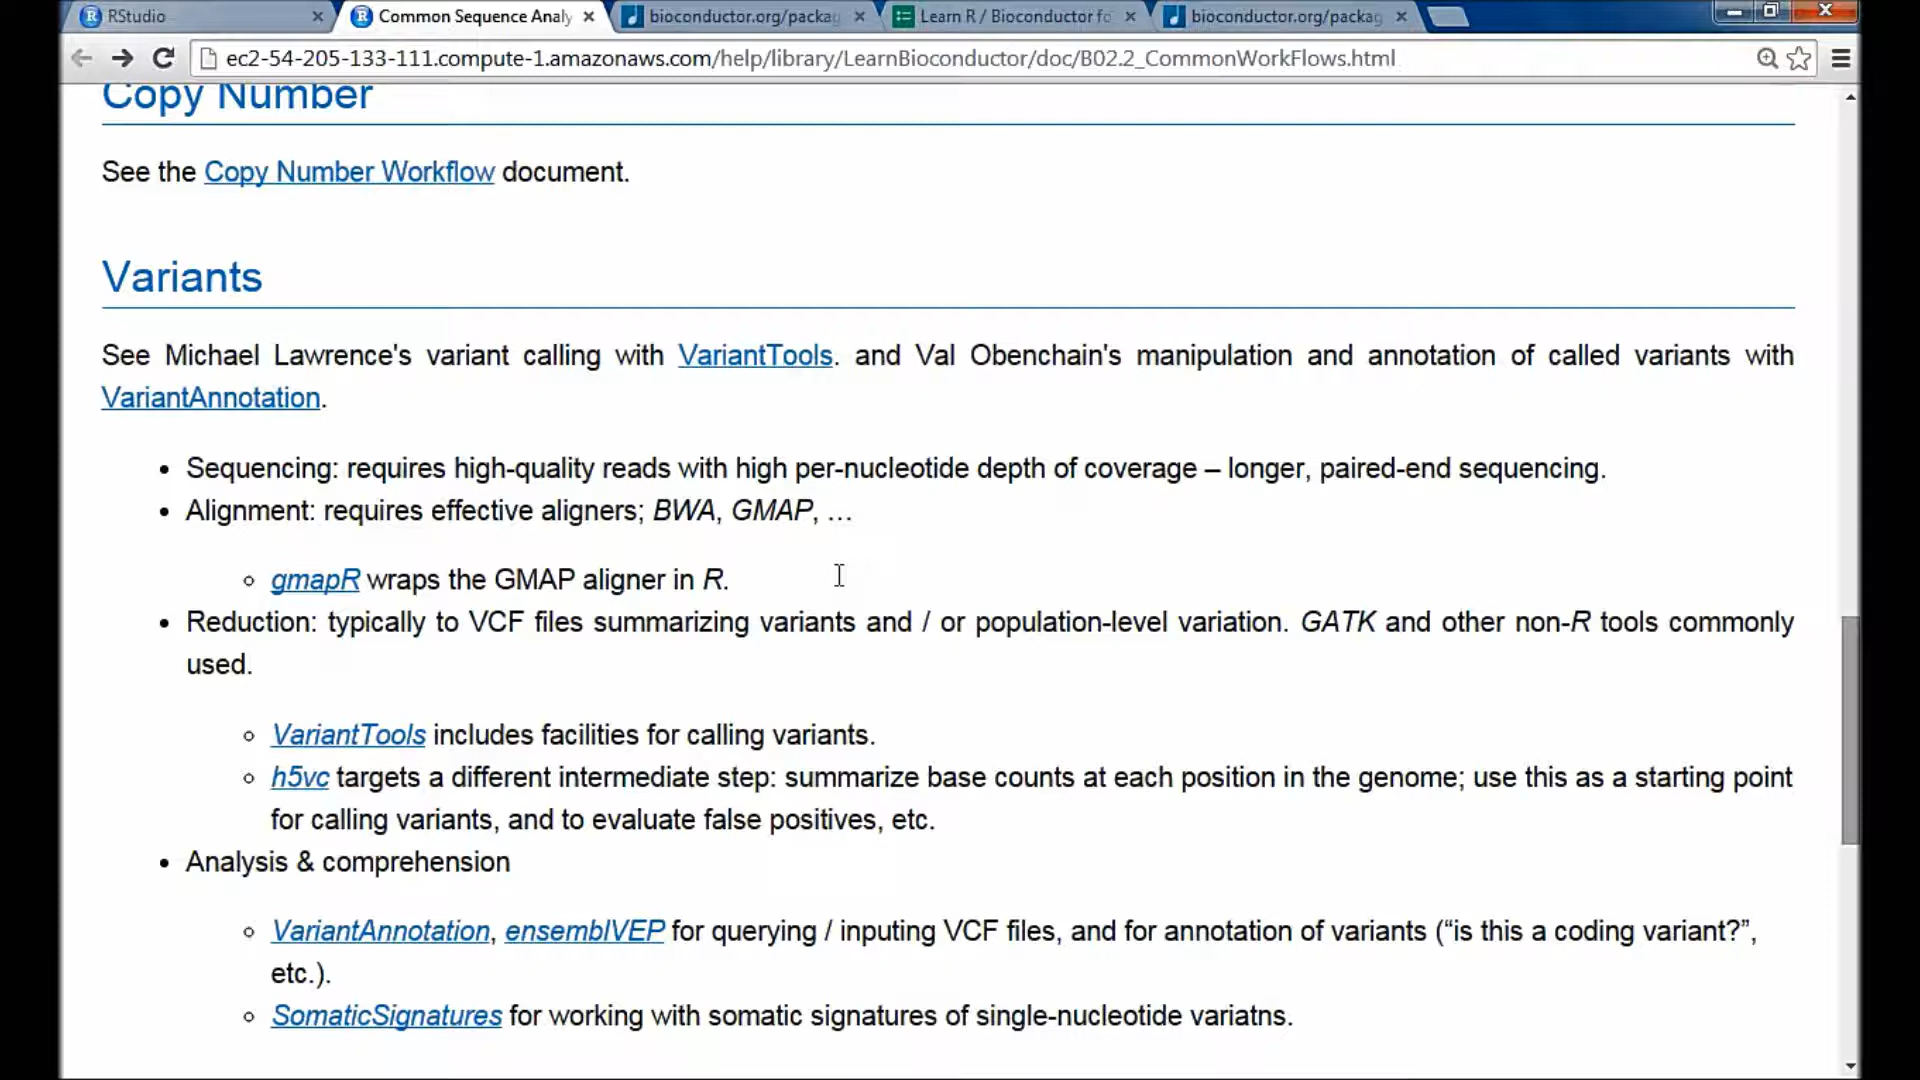 RStudio
Common Sequence Analy
bioconductor.org/packag
Learn R / Bioconductor fo
bioconductor.org/packag
ec2-54-205-133-111.compute-1.amazonaws.com/help/library/LearnBioconductor/doc/B02.2_CommonWorkFlows.html
Copy Number
See the Copy Number Workflow document.
Variants
See Michael Lawrence's variant calling with VariantTools. and Val Obenchain's manipulation and annotation of called variants with
VariantAnnotation.
• Sequencing: requires high-quality reads with high per-nucleotide depth of coverage – longer, paired-end sequencing.
• Alignment: requires effective aligners; BWA, GMAP, …
◦ gmapR wraps the GMAP aligner in R.
• Reduction: typically to VCF files summarizing variants and / or population-level variation. GATK and other non-R tools commonly
used.
◦ VariantTools includes facilities for calling variants.
◦ h5vc targets a different intermediate step: summarize base counts at each position in the genome; use this as a starting point
for calling variants, and to evaluate false positives, etc.
• Analysis & comprehension
◦ VariantAnnotation, ensemblVEP for querying / inputing VCF files, and for annotation of variants (“is this a coding variant?”,
etc.).
◦ SomaticSignatures for working with somatic signatures of single-nucleotide variatns.